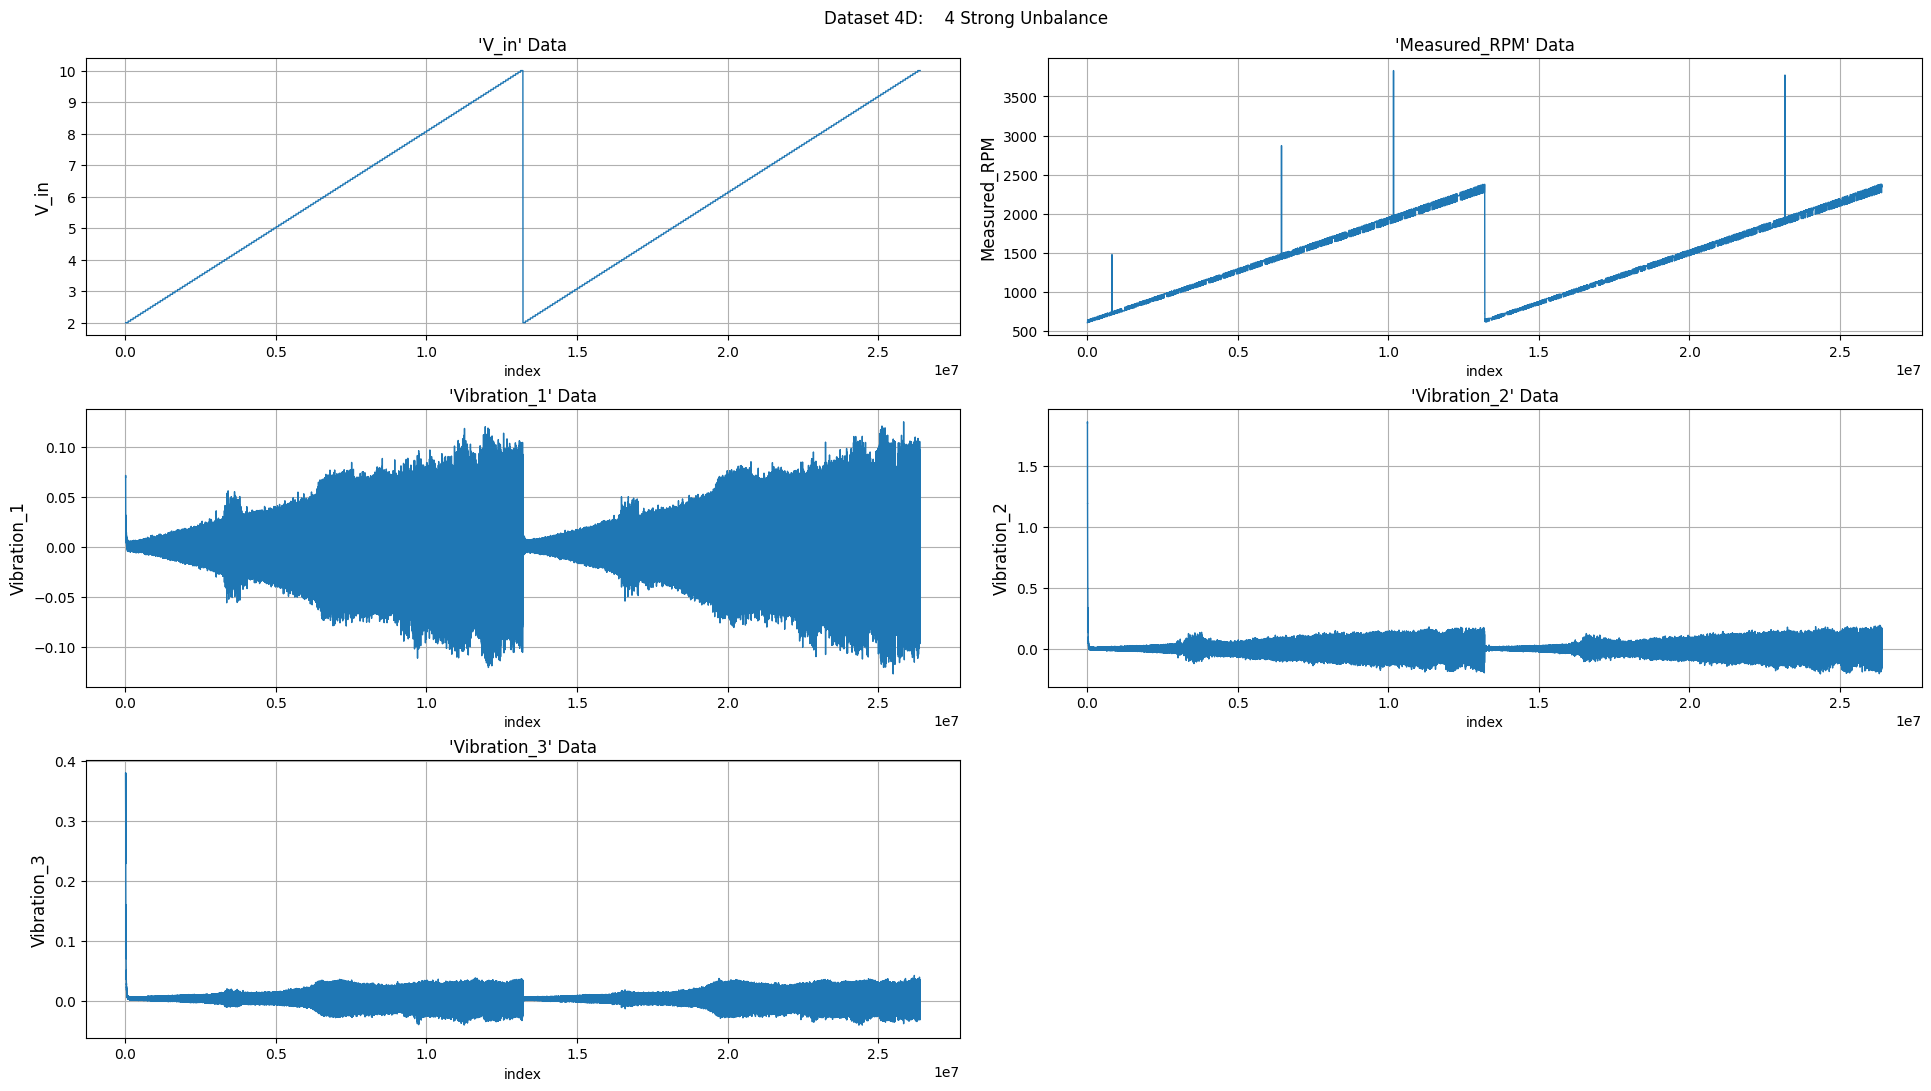 Dataset 4D:    4 Strong Unbalance
'V_in' Data
V_in
10
9
8
7
6
5
4
3
2
0.0 0.5 1.0 1.5 2.0 2.5
index
1e7
'Measured_RPM' Data
Measured_RPM
3500
3000
2500
2000
1500
1000
500
0.0 0.5 1.0 1.5 2.0 2.5
index
1e7
'Vibration_1' Data
Vibration_1
0.10
0.05
0.00
−0.05
−0.10
0.0 0.5 1.0 1.5 2.0 2.5
index
1e7
'Vibration_2' Data
Vibration_2
1.5
1.0
0.5
0.0
0.0 0.5 1.0 1.5 2.0 2.5
index
1e7
'Vibration_3' Data
Vibration_3
0.4
0.3
0.2
0.1
0.0
0.0 0.5 1.0 1.5 2.0 2.5
index
1e7